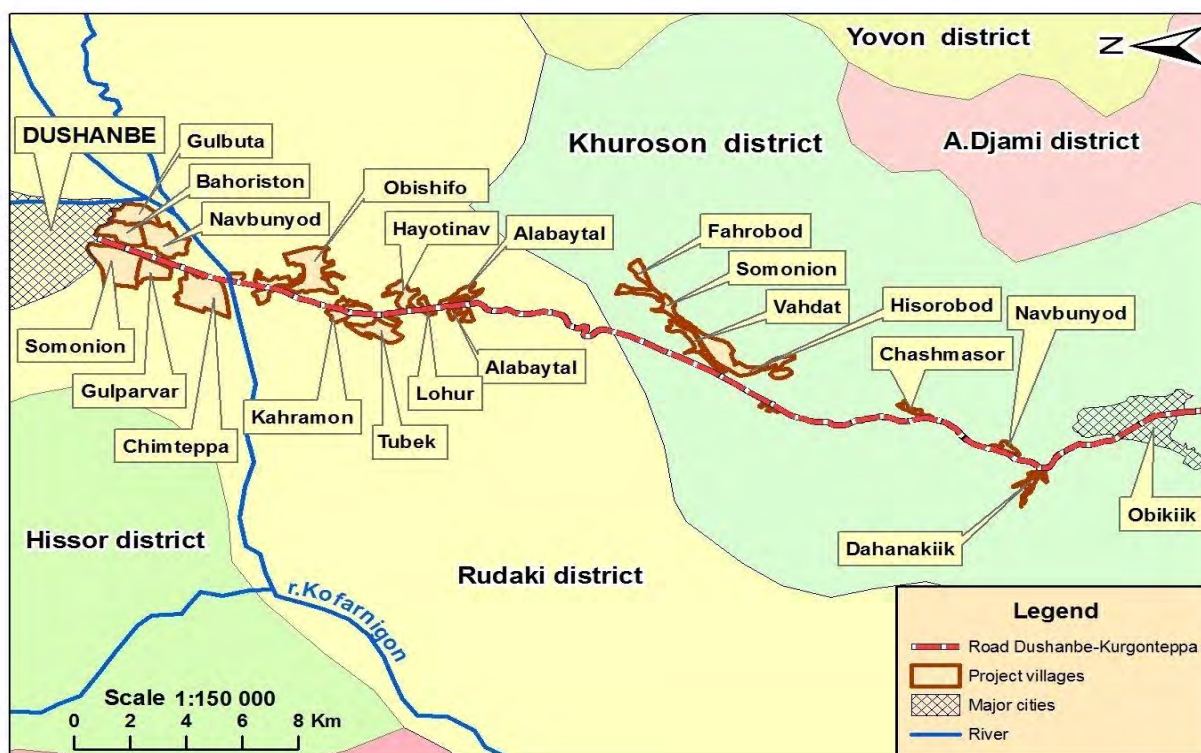 Yovon district
N
DUSHANBE
Gulbuta
Khuroson district
A.Djami district
Bahoriston
Obishifo
Navbunyod
Hayotinav
Alabaytal
Fahrobod
Somonion
Vahdat
Hisorobod
Navbunyod
Chashmasor
Somonion
Gulparvar
Chimteppa
Kahramon
Tubek
Lohur
Alabaytal
Obikiik
Dahanakiik
Hissor district
Rudaki district
r.Kofarnigon
Scale 1:150 000
0 2 4 6 8 Km
Legend
Road Dushanbe-Kurgonteppa
Project villages
Major cities
River